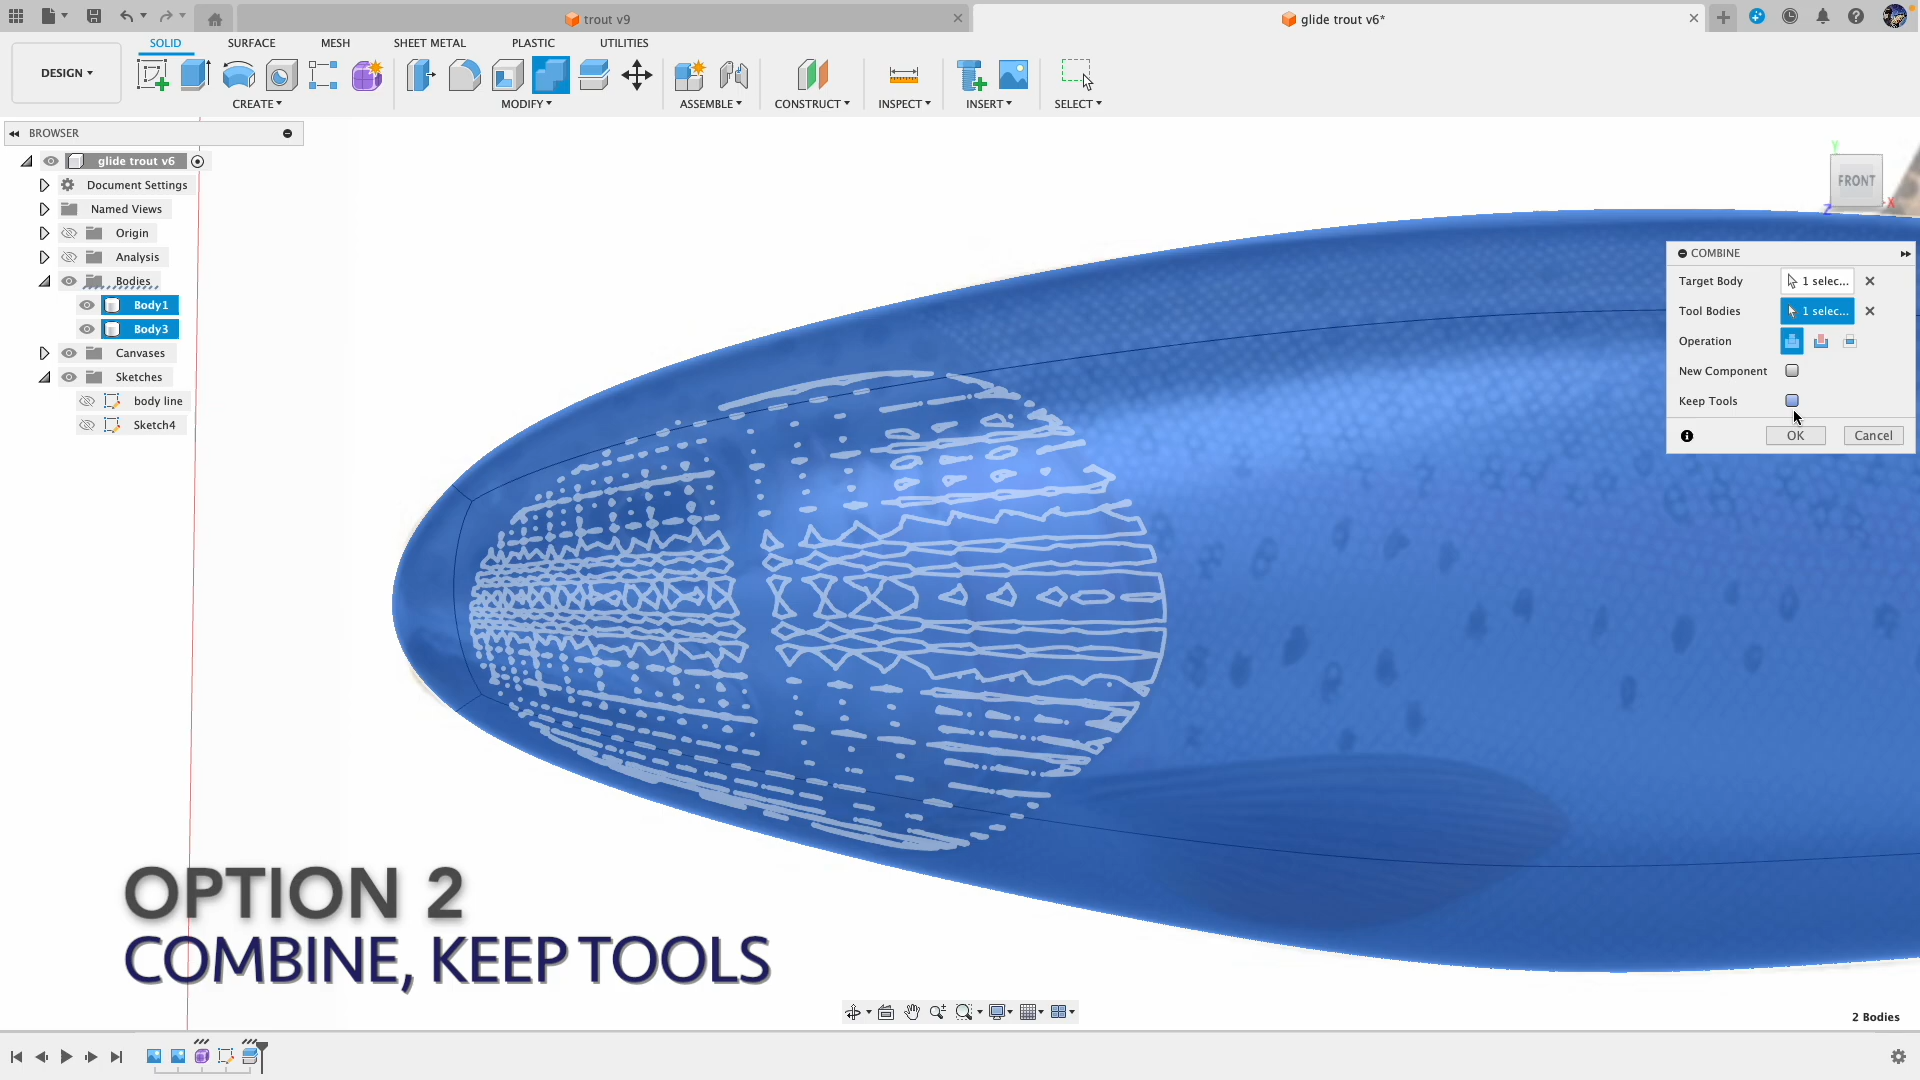 trout v9
glide trout v6*
SOLID
SURFACE
MESH
SHEET METAL
PLASTIC
UTILITIES
DESIGN
CREATE
MODIFY
ASSEMBLE
CONSTRUCT
INSPECT
INSERT
SELECT
BROWSER
glide trout v6
Document Settings
Named Views
Origin
Analysis
Bodies
Body1
Body3
Canvases
Sketches
body line
Sketch4
Y
FRONT
Z
X
COMBINE
Target Body
1 selec...
Tool Bodies
1 selec...
Operation
New Component
Keep Tools
OK
Cancel
OPTION 2
COMBINE, KEEP TOOLS
2 Bodies